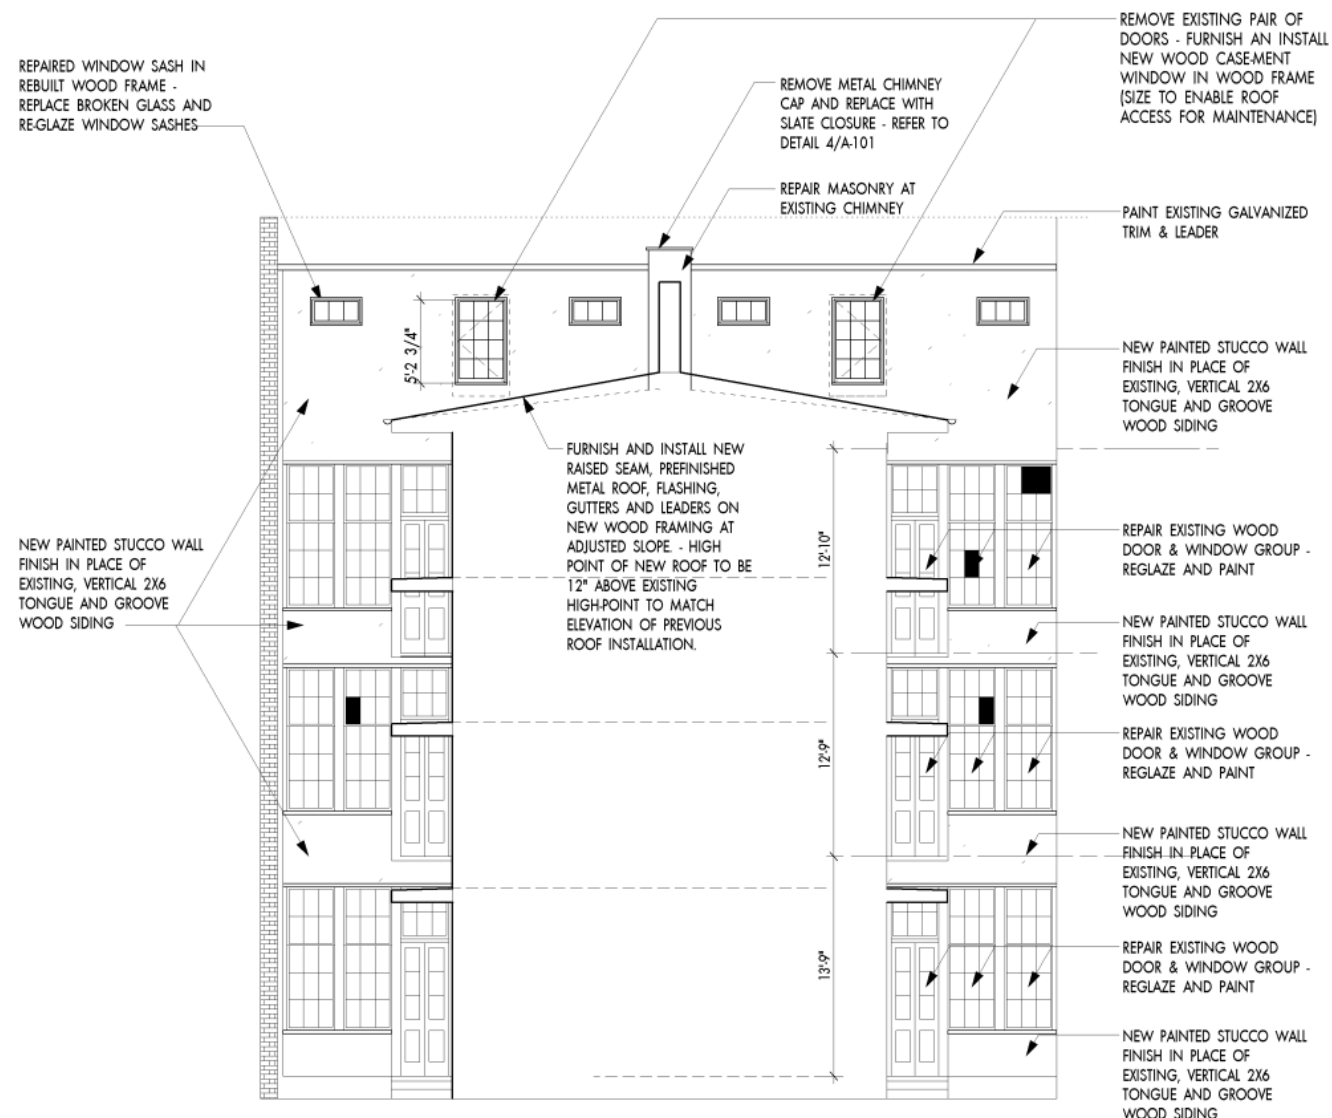 REMOVE EXISTING PAIR OF
DOORS - FURNISH AN INSTALL
NEW WOOD CASE-MENT
WINDOW IN WOOD FRAME
(SIZE TO ENABLE ROOF
ACCESS FOR MAINTENANCE)
REPAIRED WINDOW SASH IN
REBUILT WOOD FRAME -
REPLACE BROKEN GLASS AND
RE-GLAZE WINDOW SASHES
REMOVE METAL CHIMNEY
CAP AND REPLACE WITH
SLATE CLOSURE - REFER TO
DETAIL 4/A-101
REPAIR MASONRY AT
EXISTING CHIMNEY
PAINT EXISTING GALVANIZED
TRIM & LEADER
5'-2 3/4"
NEW PAINTED STUCCO WALL
FINISH IN PLACE OF
EXISTING, VERTICAL 2X6
TONGUE AND GROOVE
WOOD SIDING
FURNISH AND INSTALL NEW
RAISED SEAM, PREFINISHED
METAL ROOF, FLASHING,
GUTTERS AND LEADERS ON
NEW WOOD FRAMING AT
ADJUSTED SLOPE. - HIGH
POINT OF NEW ROOF TO BE
12" ABOVE EXISTING
HIGH-POINT TO MATCH
ELEVATION OF PREVIOUS
ROOF INSTALLATION.
12'-10"
REPAIR EXISTING WOOD
DOOR & WINDOW GROUP -
REGLAZE AND PAINT
NEW PAINTED STUCCO WALL
FINISH IN PLACE OF
EXISTING, VERTICAL 2X6
TONGUE AND GROOVE
WOOD SIDING
NEW PAINTED STUCCO WALL
FINISH IN PLACE OF
EXISTING, VERTICAL 2X6
TONGUE AND GROOVE
WOOD SIDING
12'-9"
REPAIR EXISTING WOOD
DOOR & WINDOW GROUP -
REGLAZE AND PAINT
NEW PAINTED STUCCO WALL
FINISH IN PLACE OF
EXISTING, VERTICAL 2X6
TONGUE AND GROOVE
WOOD SIDING
13'-9"
REPAIR EXISTING WOOD
DOOR & WINDOW GROUP -
REGLAZE AND PAINT
NEW PAINTED STUCCO WALL
FINISH IN PLACE OF
EXISTING, VERTICAL 2X6
TONGUE AND GROOVE
WOOD SIDING